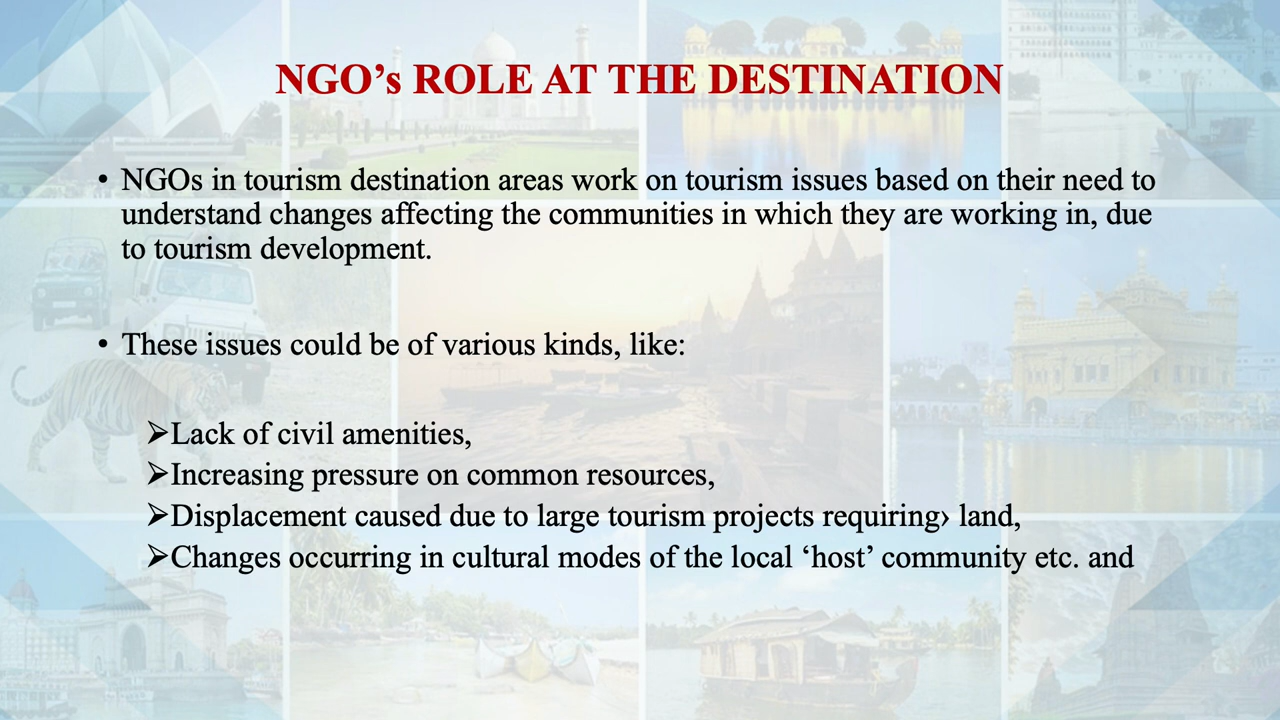 NGO’s ROLE AT THE DESTINATION
• NGOs in tourism destination areas work on tourism issues based on their need to
understand changes affecting the communities in which they are working in, due
to tourism development.
• These issues could be of various kinds, like:
➢Lack of civil amenities,
➢Increasing pressure on common resources,
➢Displacement caused due to large tourism projects requiring› land,
➢Changes occurring in cultural modes of the local ‘host’ community etc. and